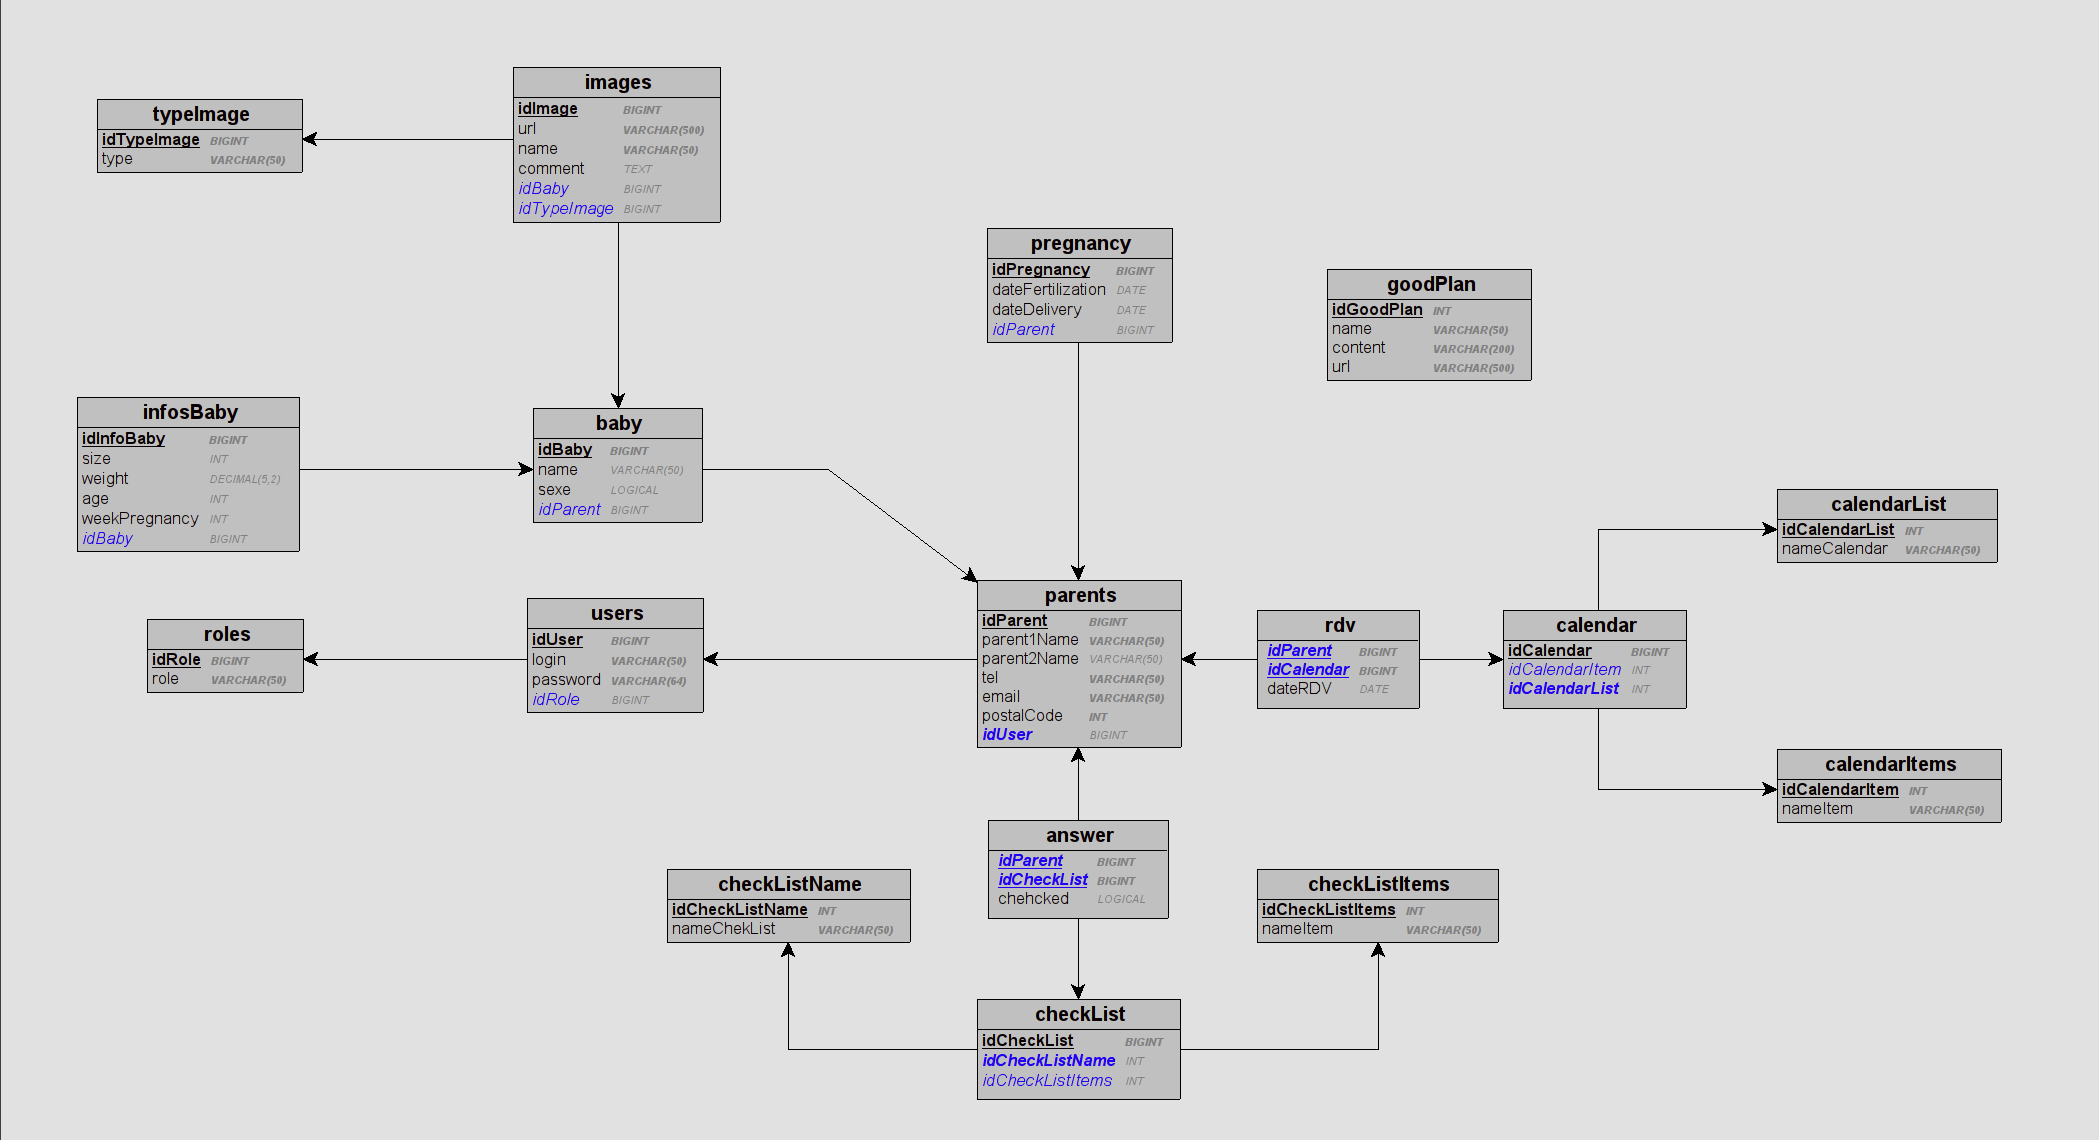 images
idImage BIGINT
url VARCHAR(500)
name VARCHAR(50)
comment TEXT
idBaby BIGINT
idTypeImage BIGINT
typeImage
idTypeImage BIGINT
type VARCHAR(50)
pregnancy
idPregnancy BIGINT
dateFertilization DATE
dateDelivery DATE
idParent BIGINT
goodPlan
idGoodPlan INT
name VARCHAR(50)
content VARCHAR(200)
url VARCHAR(500)
infosBaby
idInfoBaby BIGINT
size INT
weight DECIMAL(5,2)
age INT
weekPregnancy INT
idBaby BIGINT
baby
idBaby BIGINT
name VARCHAR(50)
sexe LOGICAL
idParent BIGINT
calendarList
idCalendarList INT
nameCalendar VARCHAR(50)
roles
idRole BIGINT
role VARCHAR(50)
users
idUser BIGINT
login VARCHAR(50)
password VARCHAR(64)
idRole BIGINT
parents
idParent BIGINT
parent1Name VARCHAR(50)
parent2Name VARCHAR(50)
tel VARCHAR(50)
email VARCHAR(50)
postalCode INT
idUser BIGINT
rdv
idParent BIGINT
idCalendar BIGINT
dateRDV DATE
calendar
idCalendar BIGINT
idCalendarItem INT
idCalendarList INT
calendarItems
idCalendarItem INT
nameItem VARCHAR(50)
answer
idParent BIGINT
idCheckList BIGINT
chehcked LOGICAL
checkListName
idCheckListName INT
nameChekList VARCHAR(50)
checkListItems
idCheckListItems INT
nameItem VARCHAR(50)
checkList
idCheckList BIGINT
idCheckListName INT
idCheckListItems INT